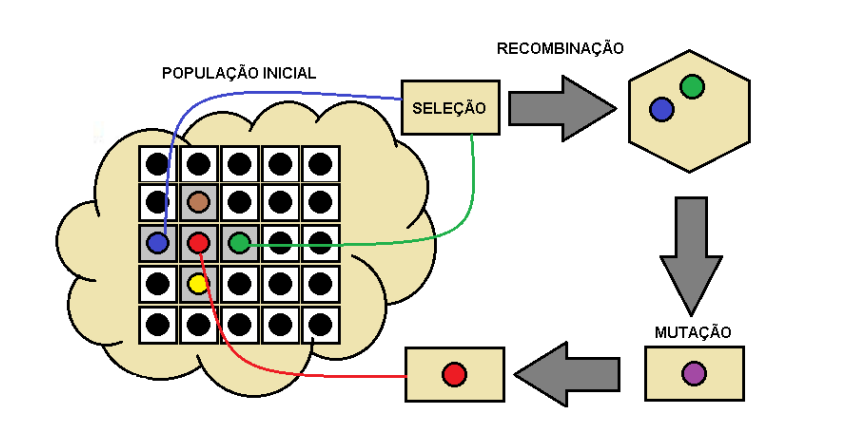 RECOMBINAÇÃO
POPULAÇÃO INICIAL
SELEÇÃO
MUTAÇÃO